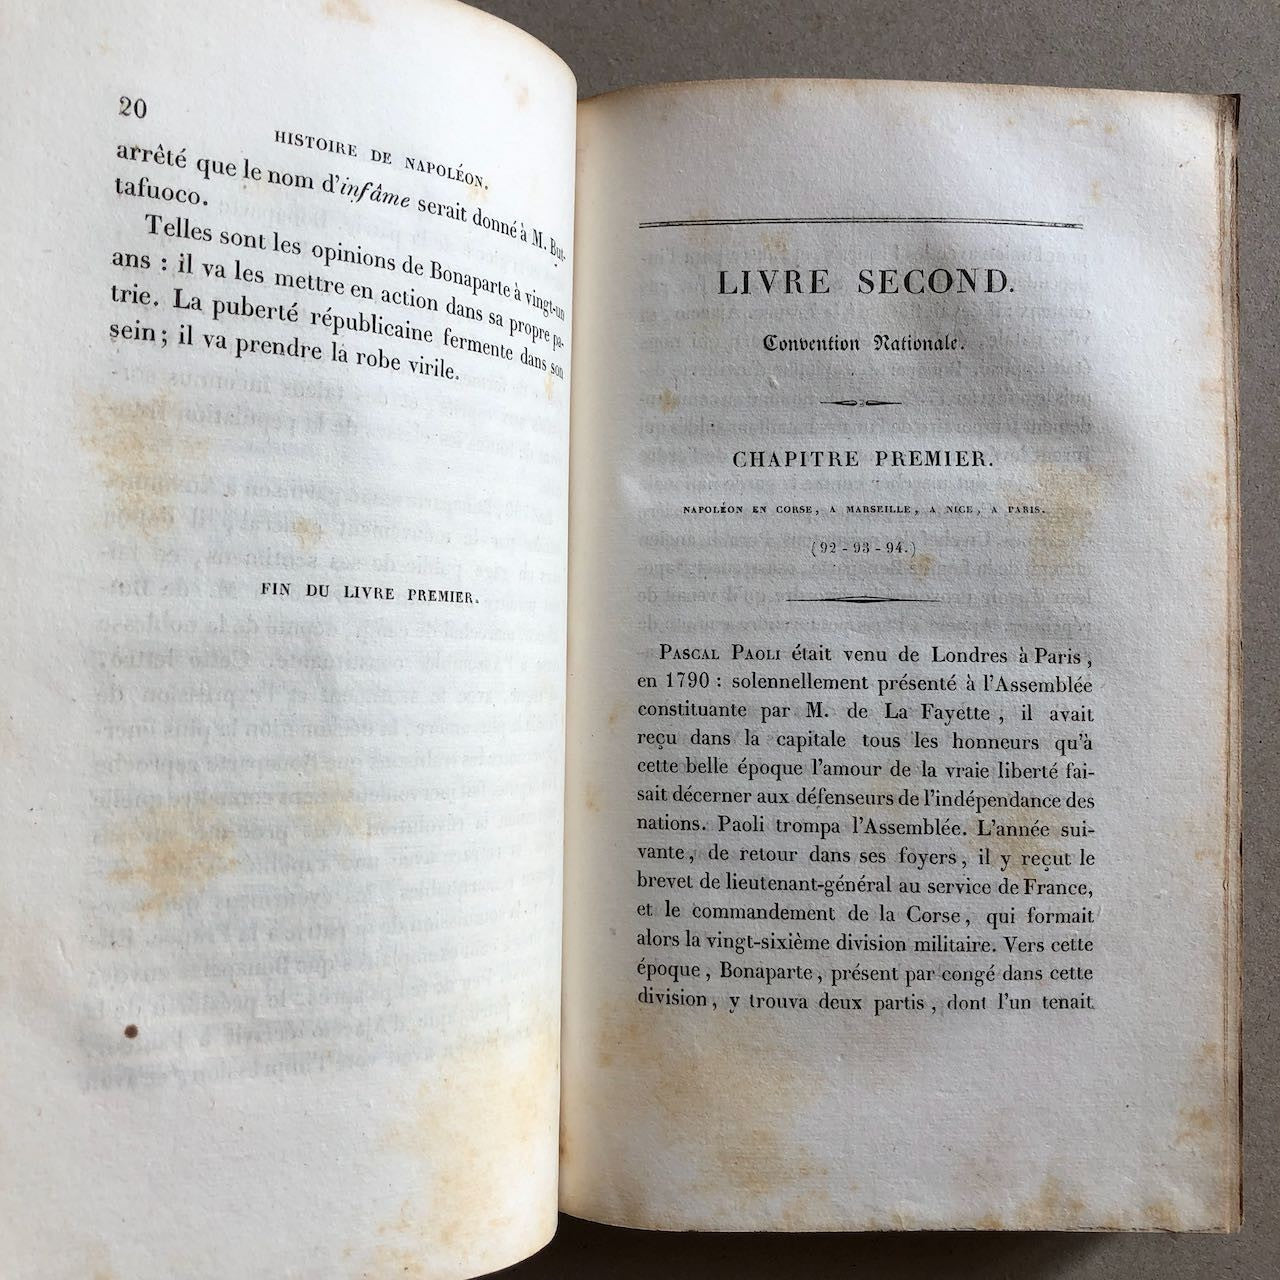 20
HISTOIRE DE NAPOLÉON.
arrêté que le nom d'infâme serait donné à M. But-
tafuoco.
Telles sont les opinions de Bonaparte à vingt-un
ans : il va les mettre en action dans sa propre pa-
trie. La puberté républicaine fermente dans son
sein ; il va prendre la robe virile.
FIN DU LIVRE PREMIER.
LIVRE SECOND.
Convention Nationale.
CHAPITRE PREMIER.
NAPOLÉON EN CORSE, A MARSEILLE, A NICE, A PARIS.
(92-93-94.)
PASCAL PAOLI était venu de Londres à Paris,
en 1790 : solennellement présenté à l'Assemblée
constituante par M. de La Fayette, il avait
reçu dans la capitale tous les honneurs qu'à
cette belle époque l'amour de la vraie liberté fai-
sait décerner aux défenseurs de l'indépendance des
nations. Paoli trompa l'Assemblée. L'année sui-
vante, de retour dans ses foyers, il y reçut le
brevet de lieutenant-général au service de France,
et le commandement de la Corse, qui formait
alors la vingt-sixième division militaire. Vers cette
époque, Bonaparte, présent par congé dans cette
division, y trouva deux partis, dont l'un tenait